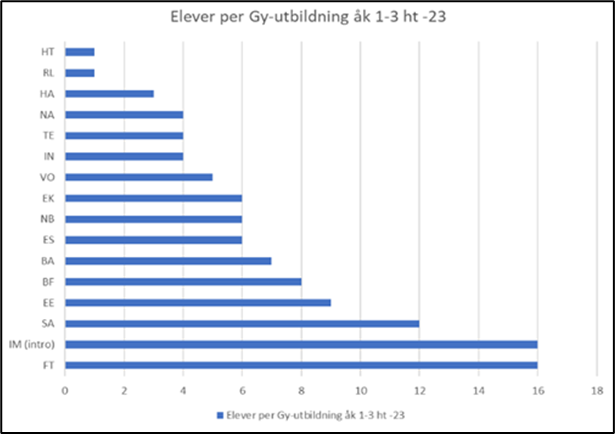 Elever per Gy-utbildning åk 1-3 ht -23
HT
RL
HA
NA
TE
IN
VO
EK
NB
ES
BA
BF
EE
SA
IM (intro)
FT
0 2 4 6 8 10 12 14 16 18
Elever per Gy-utbildning åk 1-3 ht -23